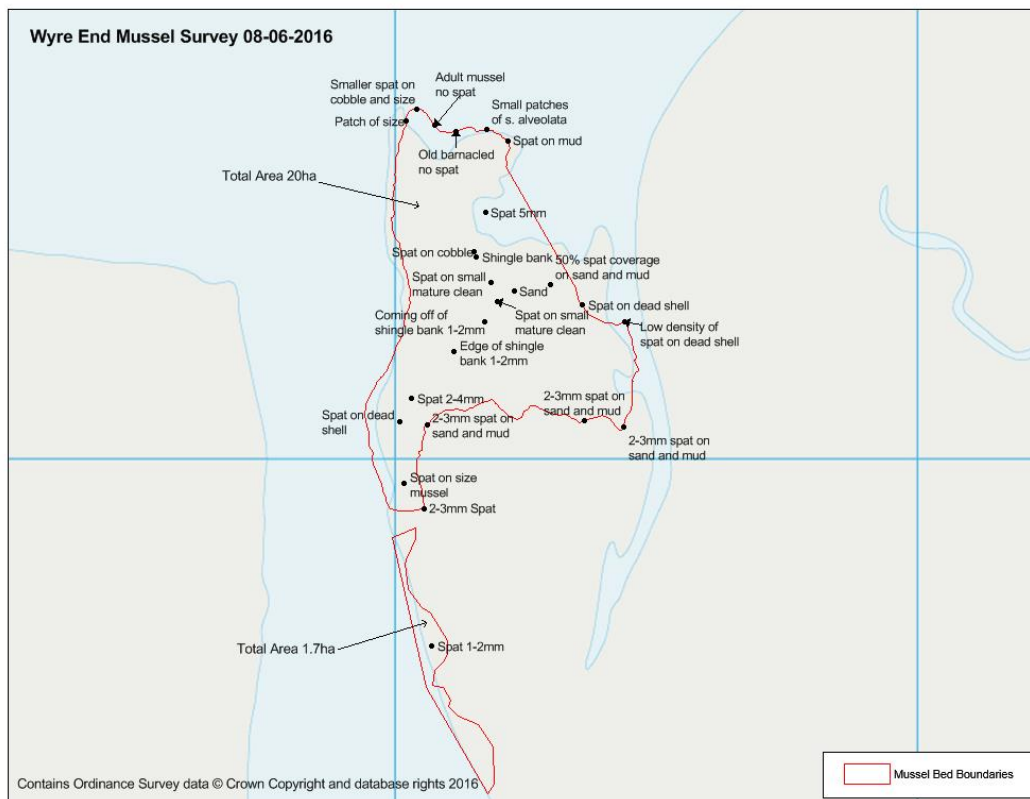 Wyre End Mussel Survey 08-06-2016
Smaller spat on
cobble and size
Adult mussel
no spat
Small patches
of s. alveolata
Patch of size
Old barnacled
no spat
Spat on mud
Total Area 20ha
Spat 5mm
Spat on cobble
Shingle bank
50% spat coverage
on sand and mud
Spat on small
mature clean
Sand
Spat on small
mature clean
Spat on dead shell
Coming off of
shingle bank 1-2mm
Low density of
spat on dead shell
Edge of shingle
bank 1-2mm
Spat 2-4mm
2-3mm spat on
sand and mud
Spat on dead
shell
2-3mm spat on
sand and mud
2-3mm spat on
sand and mud
Spat on size
mussel
2-3mm Spat
Total Area 1.7ha
Spat 1-2mm
Contains Ordinance Survey data © Crown Copyright and database rights 2016
Mussel Bed Boundaries